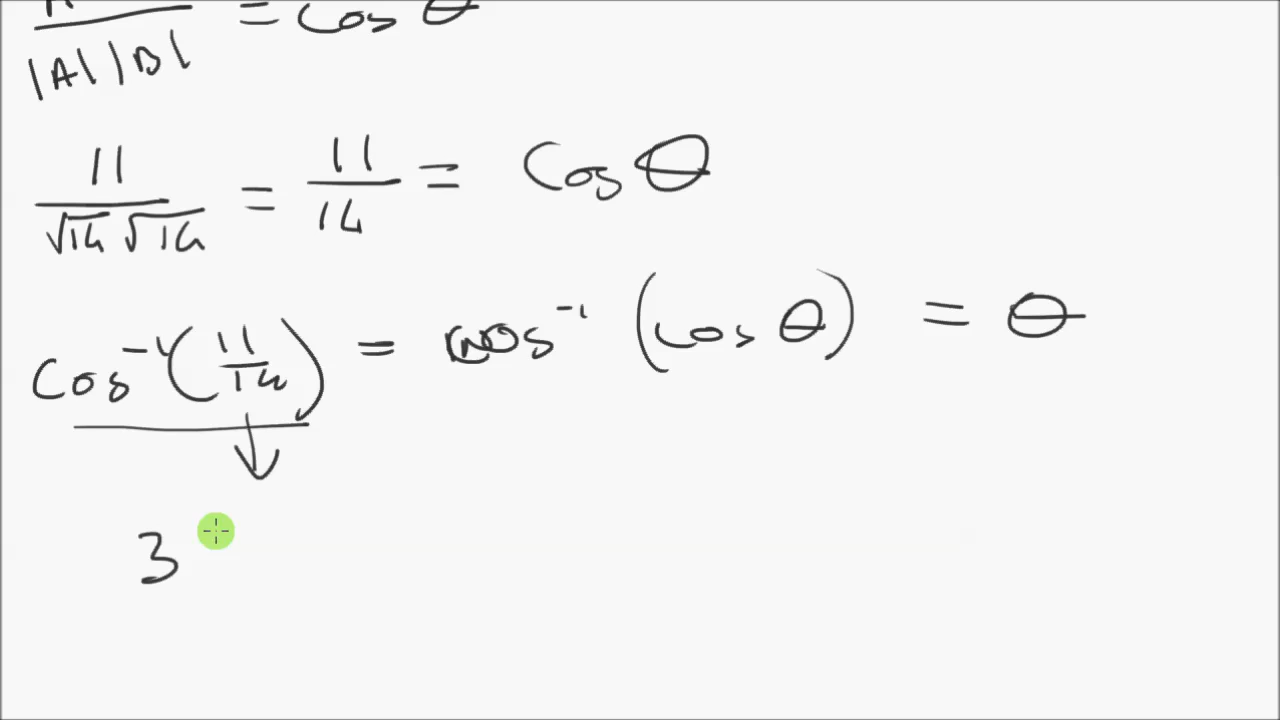 /|A||B| = cos θ
11/√14 √14 = 11/14 = Cos θ
Cos⁻¹(11/14) = cos⁻¹(cos θ) = θ
3